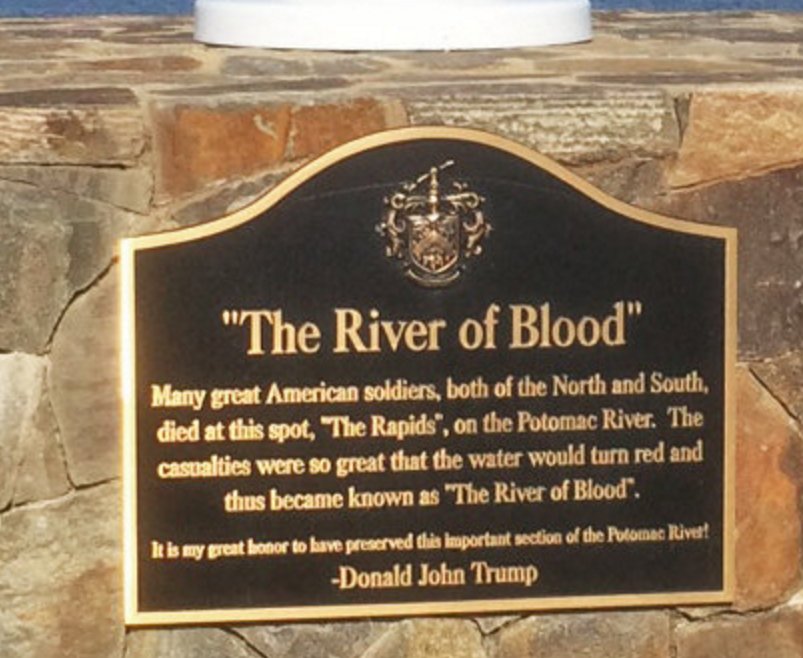 "The River of Blood"
Many great American soldiers, both of the North and South,
died at this spot, "The Rapids", on the Potomac River. The
casualties were so great that the water would turn red and
thus became known as "The River of Blood".
It is my great honor to have preserved this important section of the Potomac River!
-Donald John Trump